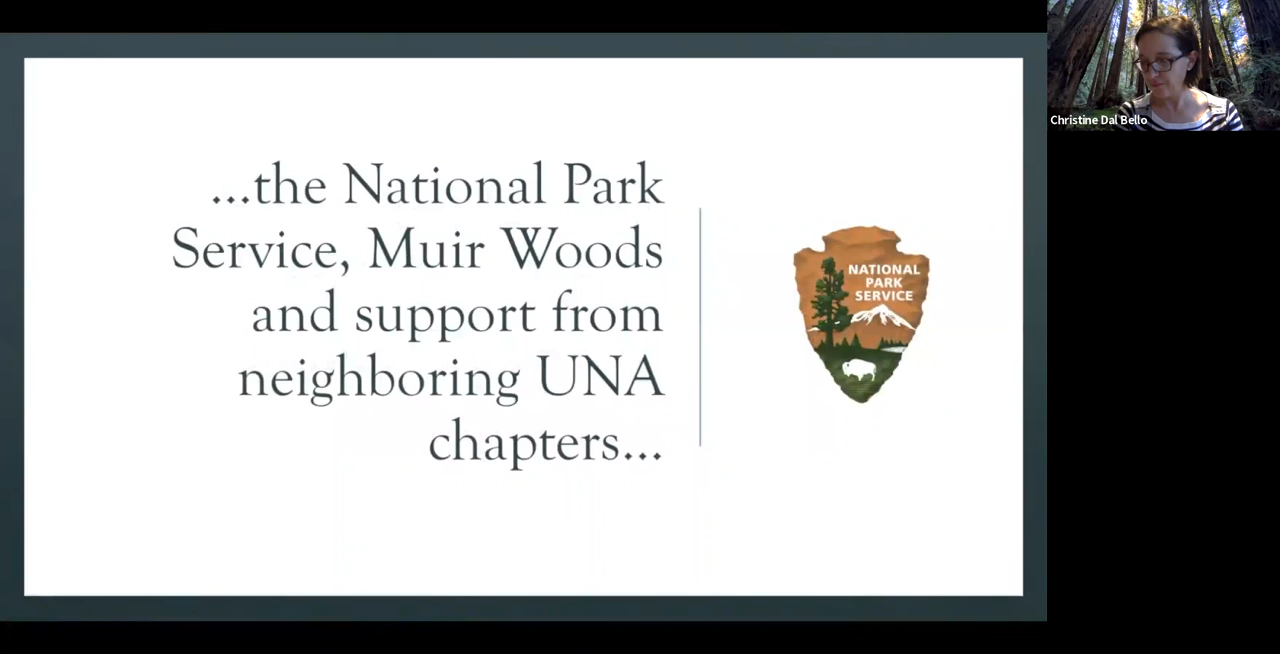 ...the National Park
Service, Muir Woods
and support from
neighboring UNA
chapters...
NATIONAL
PARK
SERVICE
Christine Dal Bello